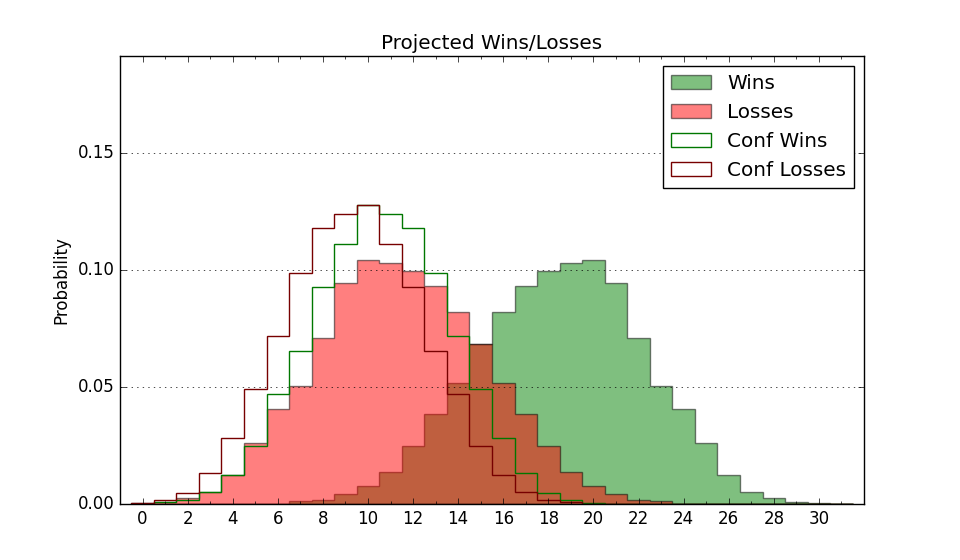 Projected Wins/Losses
Wins
Losses
Conf Wins
Conf Losses
Probability
0.15
0.10
0.05
0.00
0 2 4 6 8 10 12 14 16 18 20 22 24 26 28 30